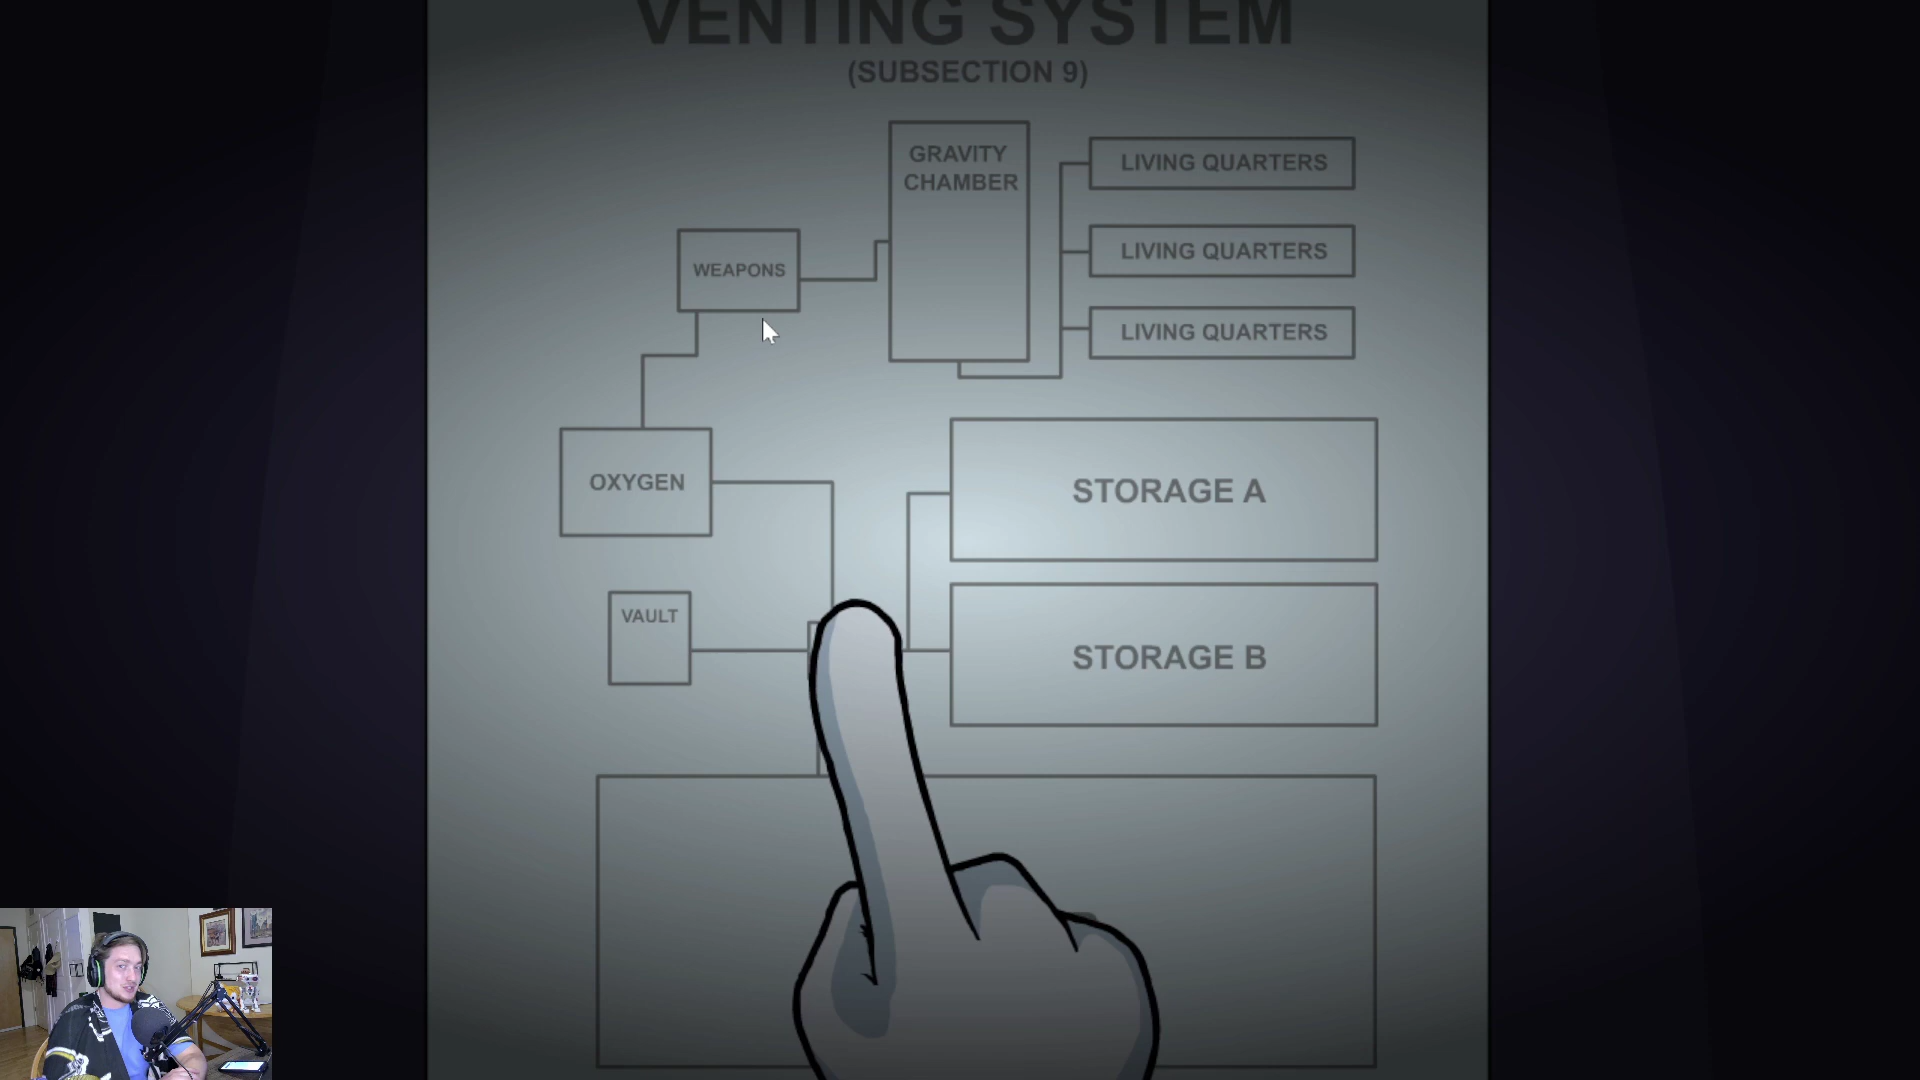 VENTING SYSTEM
(SUBSECTION 9)
GRAVITY
CHAMBER
LIVING QUARTERS
LIVING QUARTERS
WEAPONS
LIVING QUARTERS
OXYGEN
STORAGE A
VAULT
STORAGE B